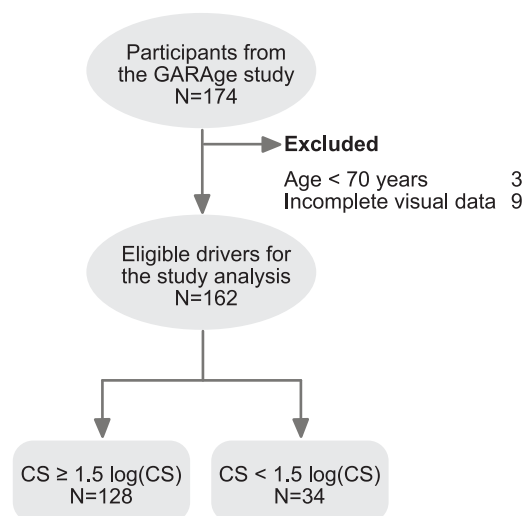 Participants from
the GARAge study
N=174
Excluded
Age < 70 years 3
Incomplete visual data 9
Eligible drivers for
the study analysis
N=162
CS ≥ 1.5 log(CS)
N=128
CS < 1.5 log(CS)
N=34